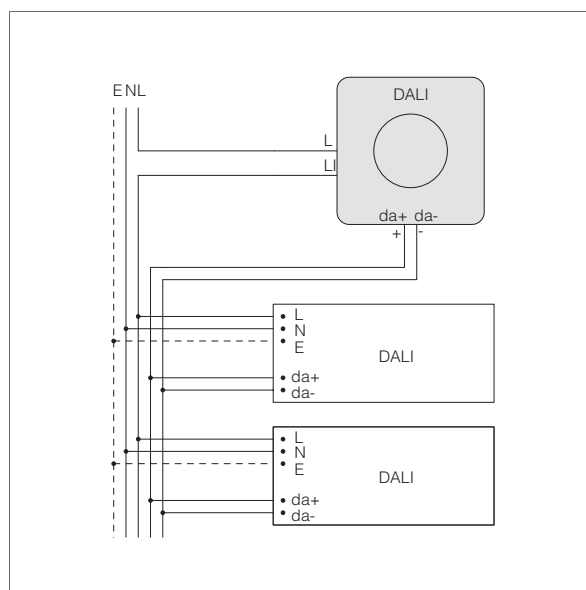 DALI
E N L
L
LI
da+ da-
+ -
L
N
E
DALI
da+
da-
L
N
E
DALI
da+
da-